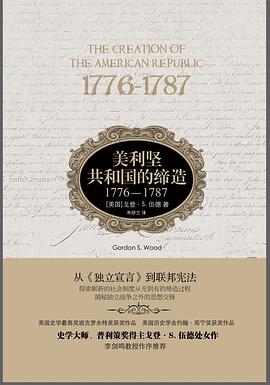 THE CREATION OF
THE AMERICAN REPUBLIC
1776-1787
美利坚
共和国的缔造
1776—1787
[美国]戈登·S.伍德 著
朱妍兰 译
Gordon S. Wood
从《独立宣言》到联邦宪法
探索崭新的社会制度从无到有的缔造过程
揭秘独立战争之外的思想交锋
美国史学最高奖班克罗夫特奖获奖作品 美国历史学会约翰·邓宁奖获奖作品
史学大师、普利策奖得主戈登·S.伍德处女作
李剑鸣教授作序推荐